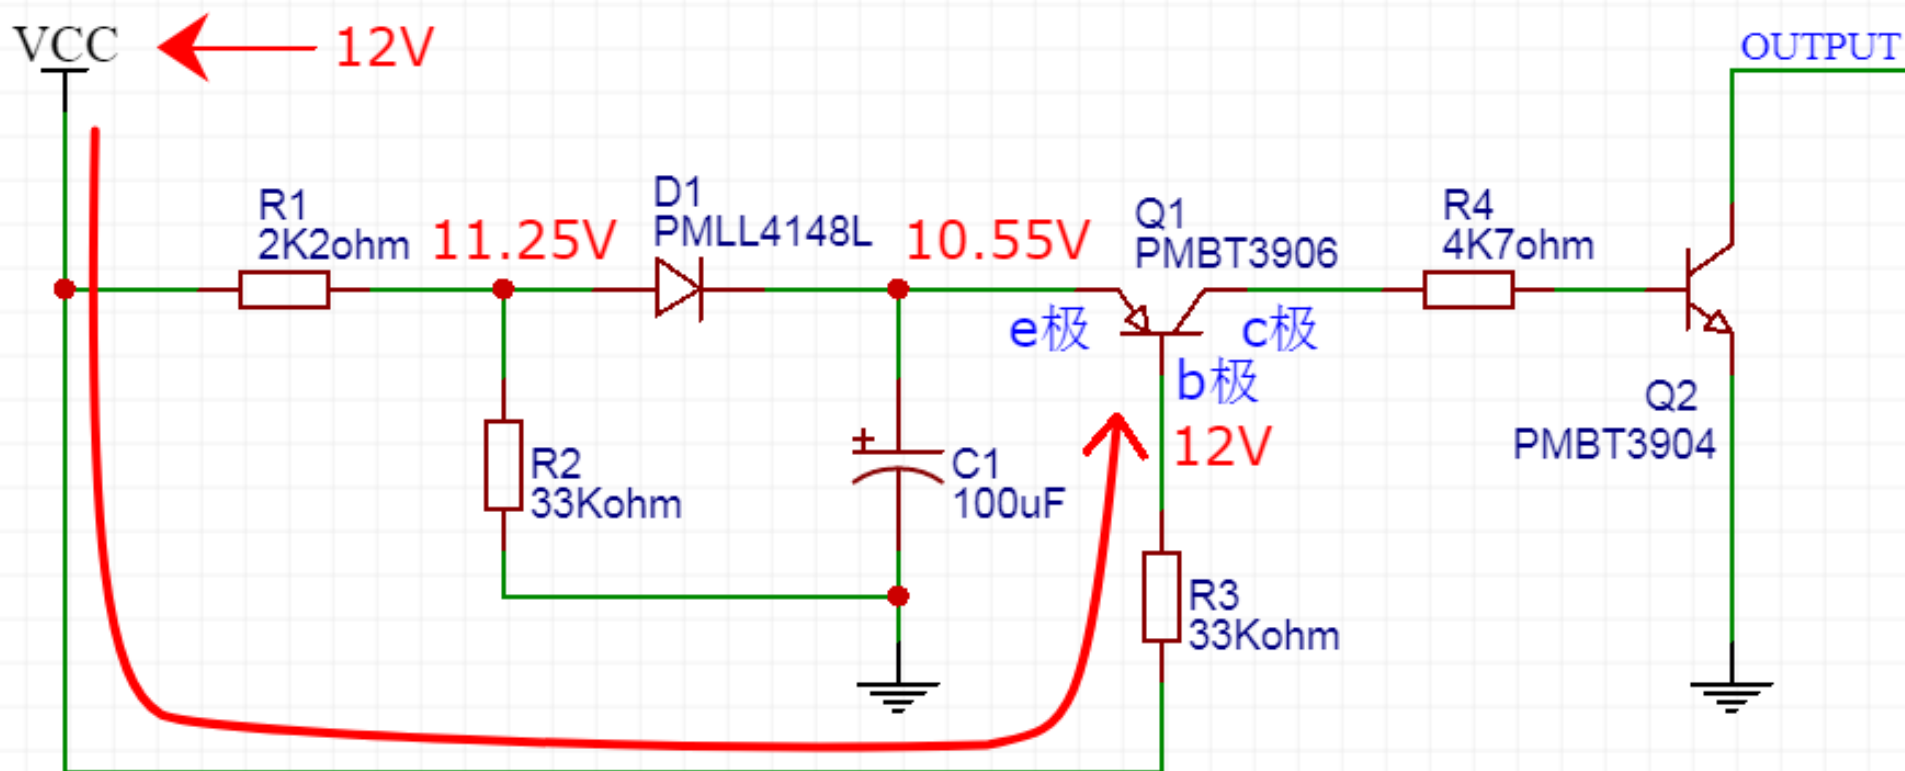 VCC
12V
OUTPUT
R1
2K2ohm
11.25V
D1
PMLL4148L
10.55V
Q1
PMBT3906
R4
4K7ohm
e极
c极
b极
12V
Q2
PMBT3904
R2
33Kohm
+
C1
100uF
R3
33Kohm